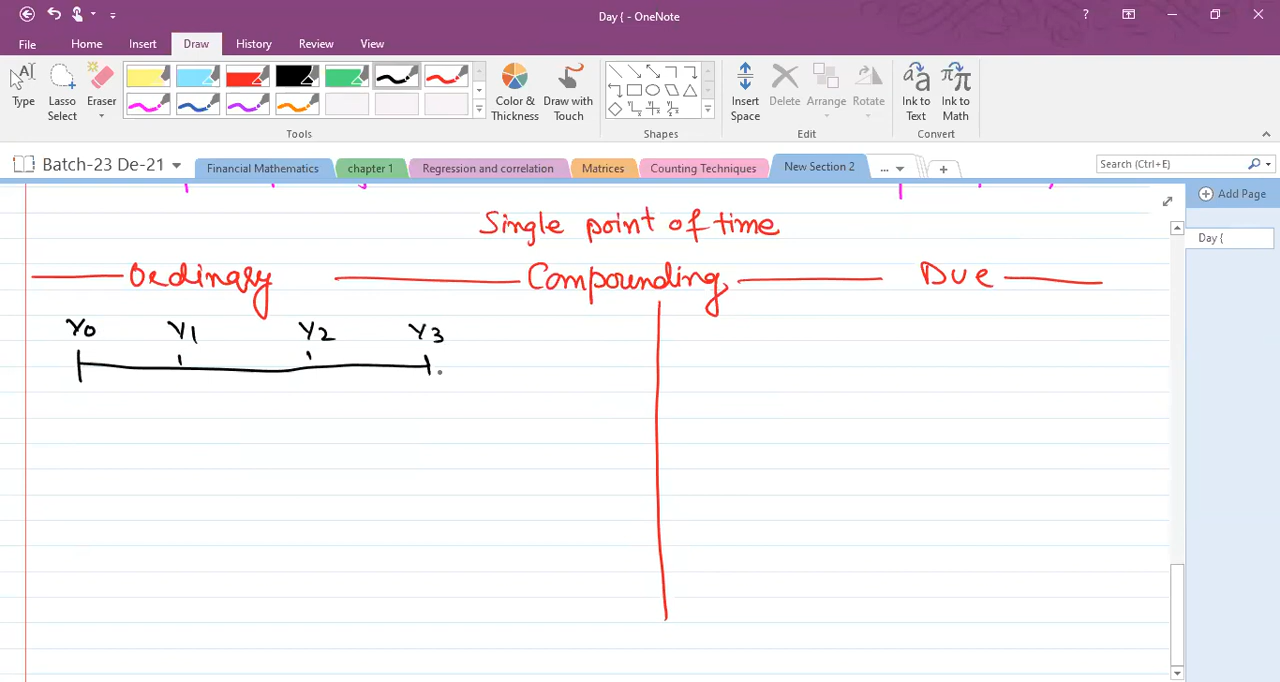 Day { - OneNote
?
File Home Insert Draw History Review View
Type Lasso Select Eraser Color & Thickness Draw with Touch Insert Space Delete Arrange Rotate Ink to Text Ink to Math
Tools Shapes Edit Convert
Batch-23 De-21 Financial Mathematics chapter 1 Regression and correlation Matrices Counting Techniques New Section 2 ... Search (Ctrl+E)
Add Page
Day {
Single point of time
Ordinary Compounding Due
Y0 Y1 Y2 Y3